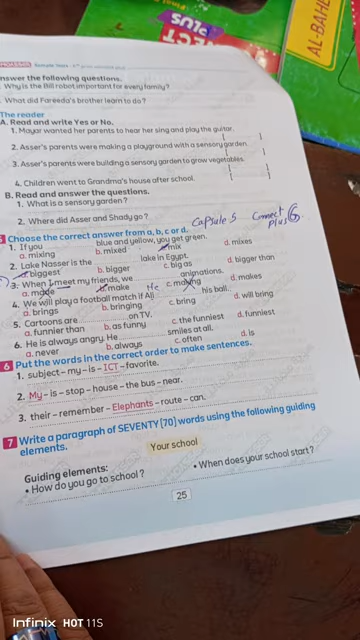 PLUS
AL-BAHE
Answer the following questions.
Why is the Bill robot important for every family?
What did Fareeda's brother learn to do?
The reader
A. Read and write Yes or No.
1. Mayar wanted her parents to hear her sing and play the guitar. ( )
2. Asser's parents were making a playground with a sensory garden. ( )
3. Asser's parents were building a sensory garden to grow vegetables. ( )
4. Children went to Grandma's house after school. ( )
B. Read and answer the questions.
1. What is a sensory garden?
2. Where did Asser and Shady go?
Capsule 5 Connect plus 6
5 Choose the correct answer from a, b, c or d.
1. If you ............ blue and yellow, you get green.
a. mixing b. mixed c. mix d. mixes
2. Lake Nasser is the ............ lake in Egypt.
a. biggest b. bigger c. big as d. bigger than
3. When I meet my friends, we ............ animations.
a. made b. make c. making d. makes
4. We will play a football match if Ali ............ his ball.
a. brings b. bringing c. bring d. will bring
5. Cartoons are ............ on TV.
a. funnier than b. as funny c. the funniest d. funniest
6. He is always angry. He ............ smiles at all.
a. never b. always c. often d. is
6 Put the words in the correct order to make sentences.
1. subject – my – is – ICT – favorite.
2. My – is – stop – house – the bus – near.
3. their – remember – Elephants – route – can.
7 Write a paragraph of SEVENTY (70) words using the following guiding
elements.
Your school
Guiding elements:
• How do you go to school? • When does your school start?
25
Infinix HOT 11S